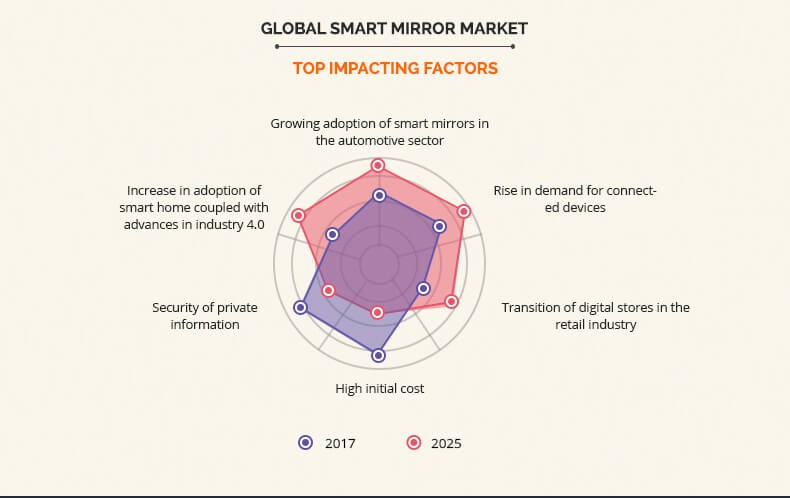 GLOBAL SMART MIRROR MARKET
TOP IMPACTING FACTORS
Growing adoption of smart mirrors in
the automotive sector
Increase in adoption of
smart home coupled with
advances in industry 4.0
Rise in demand for connect-
ed devices
Security of private
information
Transition of digital stores in the
retail industry
High initial cost
2017
2025